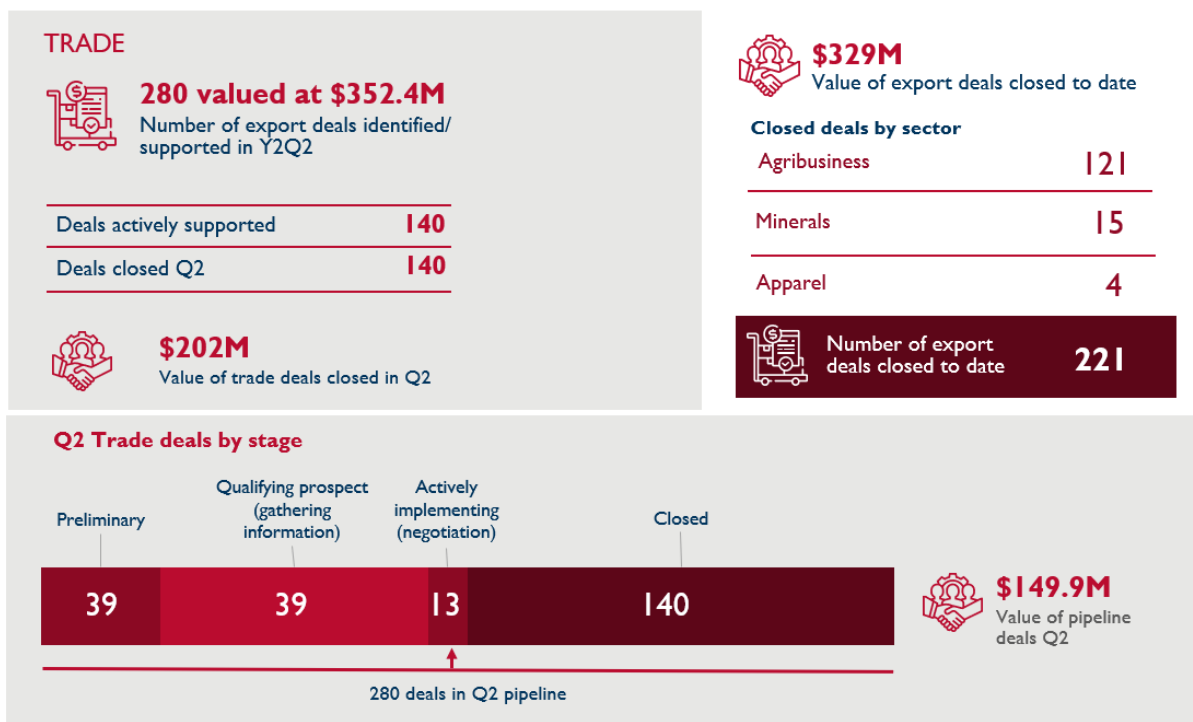 TRADE
280 valued at $352.4M
Number of export deals identified/
supported in Y2Q2
Deals actively supported 140
Deals closed Q2 140
$202M
Value of trade deals closed in Q2
$329M
Value of export deals closed to date
Closed deals by sector
Agribusiness 121
Minerals 15
Apparel 4
Number of export
deals closed to date
221
Q2 Trade deals by stage
Preliminary
Qualifying prospect
(gathering
information)
Actively
implementing
(negotiation)
Closed
39 39 13 140
280 deals in Q2 pipeline
$149.9M
Value of pipeline
deals Q2